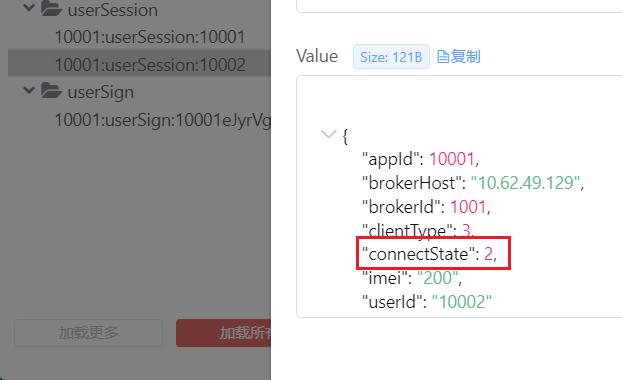 userSession
10001:userSession:10001
10001:userSession:10002
userSign
10001:userSign:10001eJyrVg
加载更多
加载所有
Value Size: 121B 复制
{
"appId": 10001,
"brokerHost": "10.62.49.129",
"brokerId": 1001,
"clientType": 3,
"connectState": 2,
"imei": "200",
"userId": "10002"